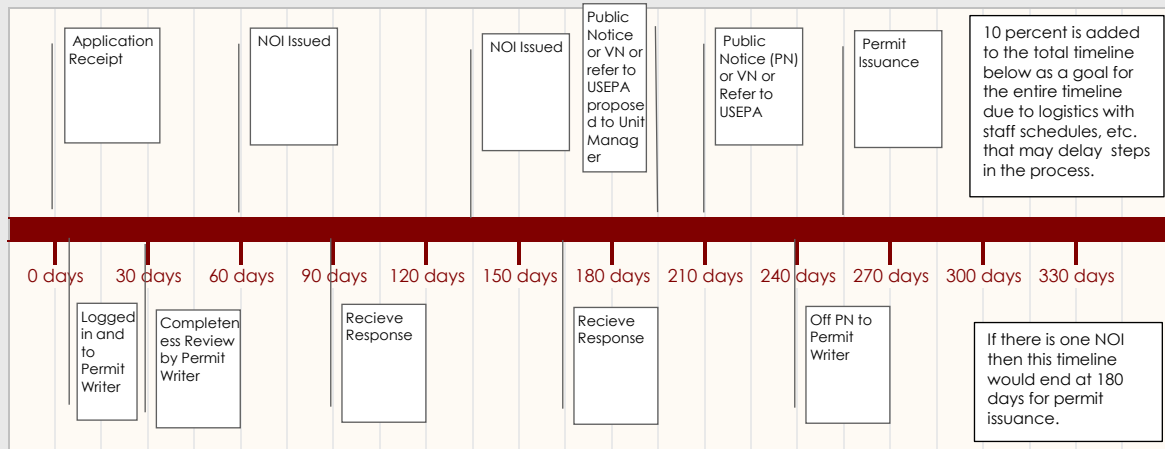 Application
Receipt
NOI Issued
NOI Issued
Public
Notice
or VN or
refer to
USEPA
propose
d to Unit
Manag
er
Public
Notice (PN)
or VN or
Refer to
USEPA
Permit
Issuance
10 percent is added
to the total timeline
below as a goal for
the entire timeline
due to logistics with
staff schedules, etc.
that may delay steps
in the process.
0 days
30 days
60 days
90 days
120 days
150 days
180 days
210 days
240 days
270 days
300 days
330 days
Logged
in and
to
Permit
Writer
Completen
ess Review
by Permit
Writer
Recieve
Response
Recieve
Response
Off PN to
Permit
Writer
If there is one NOI
then this timeline
would end at 180
days for permit
issuance.